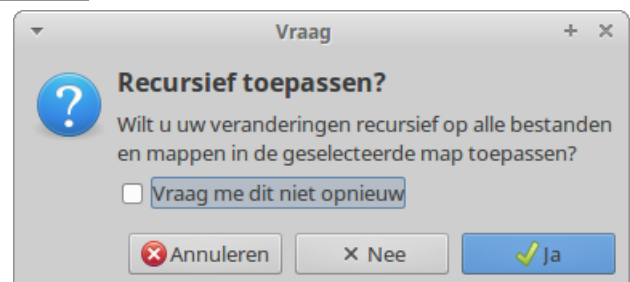 Vraag
Recursief toepassen?
Wilt u uw veranderingen recursief op alle bestanden
en mappen in de geselecteerde map toepassen?
Vraag me dit niet opnieuw
Annuleren Nee Ja